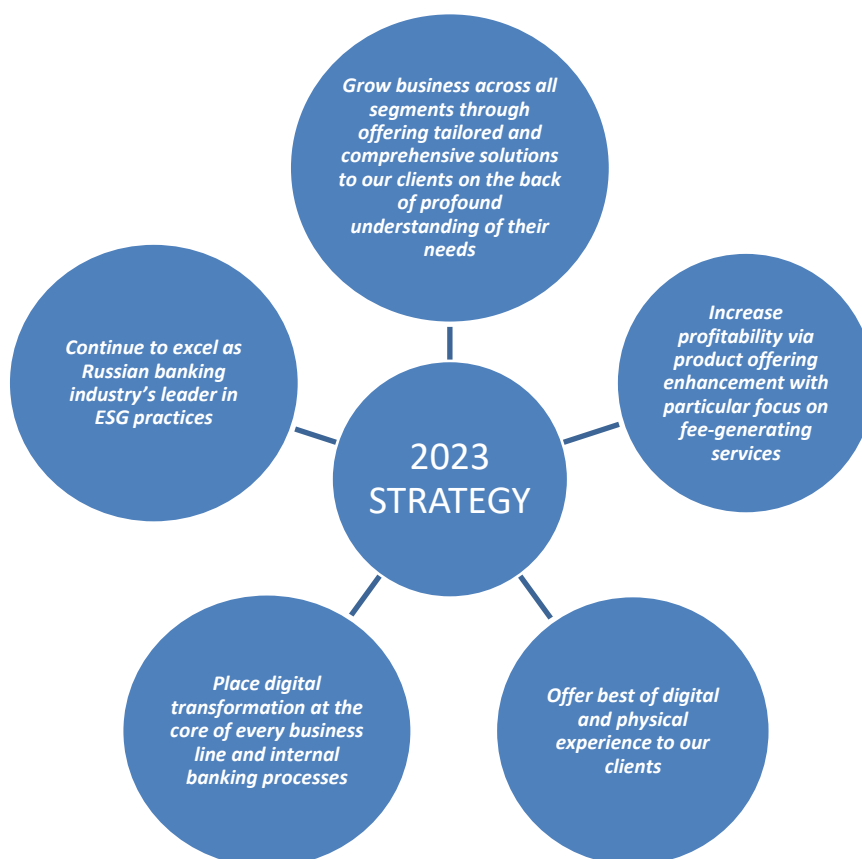 Grow business across all
segments through
offering tailored and
comprehensive solutions
to our clients on the back
of profound
understanding of their
needs
Increase
profitability via
product offering
enhancement with
particular focus on
fee-generating
services
Offer best of digital
and physical
experience to our
clients
Place digital
transformation at the
core of every business
line and internal
banking processes
Continue to excel as
Russian banking
industry’s leader in
ESG practices
2023
STRATEGY